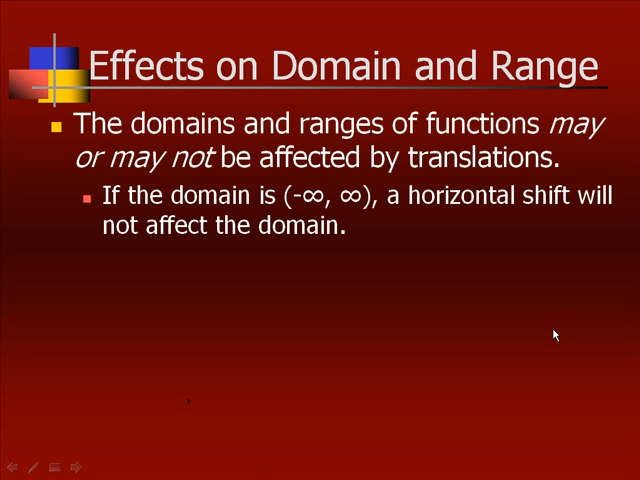 Effects on Domain and Range
The domains and ranges of functions may
or may not be affected by translations.
If the domain is (-∞, ∞), a horizontal shift will
not affect the domain.